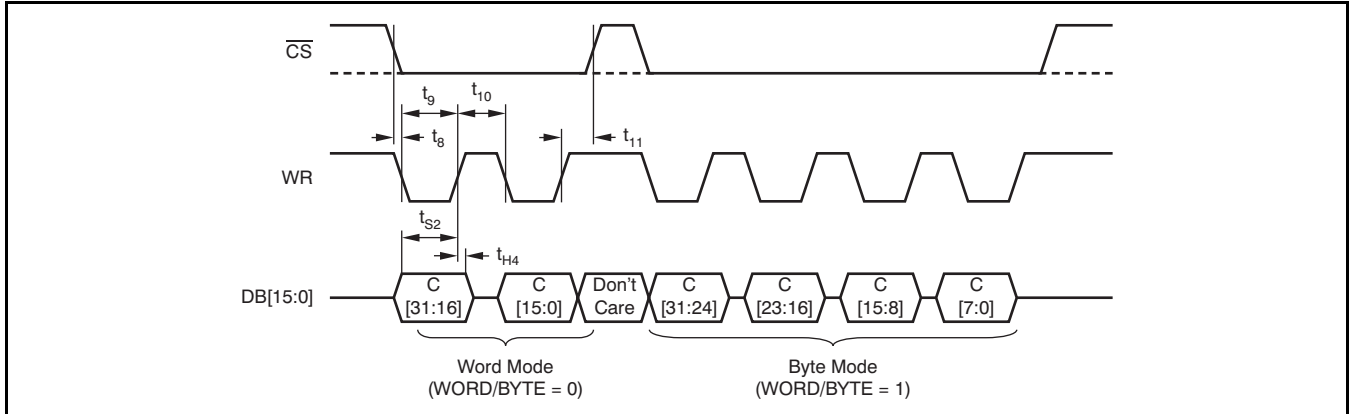 CS
t9 t10
t8 t11
WR
tS2
tH4
DB[15:0]
C [31:16]
C [15:0]
Don't Care
C [31:24]
C [23:16]
C [15:8]
C [7:0]
Word Mode
(WORD/BYTE = 0)
Byte Mode
(WORD/BYTE = 1)